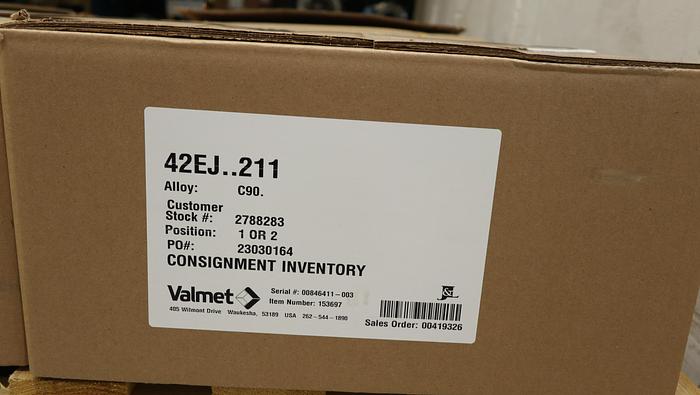 42EJ..211
Alloy: C90.
Customer
Stock #: 2788283
Position: 1 OR 2
PO#: 23030164
CONSIGNMENT INVENTORY
Valmet
Serial #: 00846411-003
Item Number: 153697
405 Wilmont Drive Waukesha, 53189 USA 262-544-1890
J&L
Sales Order: 00419326